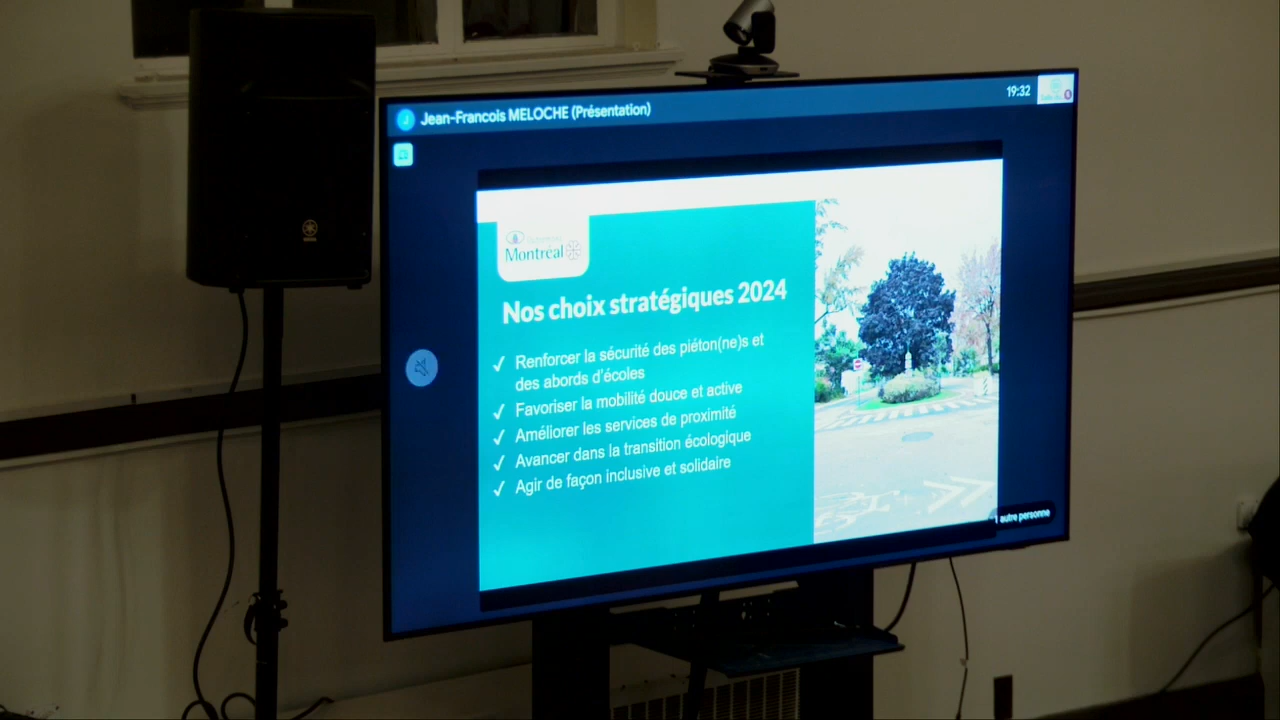 Jean-Francois MELOCHE (Présentation)
19:32
Montréal
Nos choix stratégiques 2024
✓ Renforcer la sécurité des piéton(ne)s et
des abords d'écoles
✓ Favoriser la mobilité douce et active
✓ Améliorer les services de proximité
✓ Avancer dans la transition écologique
✓ Agir de façon inclusive et solidaire
1 autre personne